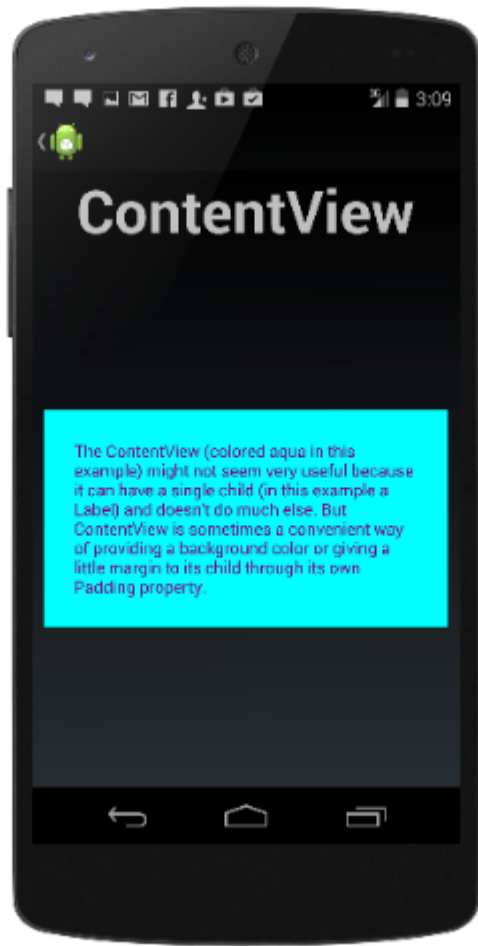 3:09
ContentView
The ContentView (colored aqua in this
example) might not seem very useful because
it can have a single child (in this example a
Label) and doesn't do much else. But
ContentView is sometimes a convenient way
of providing a background color or giving a
little margin to its child through its own
Padding property.